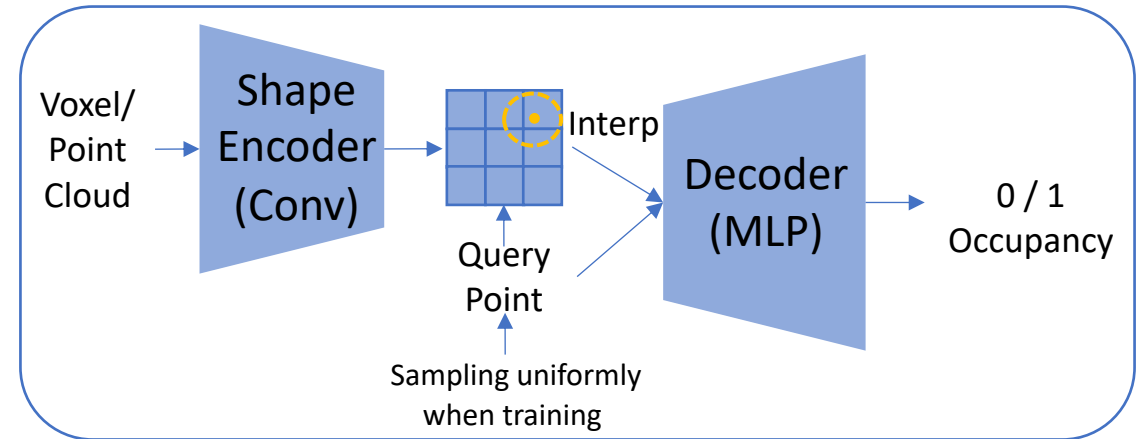 Voxel/
Point
Cloud
Shape
Encoder
(Conv)
Interp
Query
Point
Sampling uniformly
when training
Decoder
(MLP)
0 / 1
Occupancy